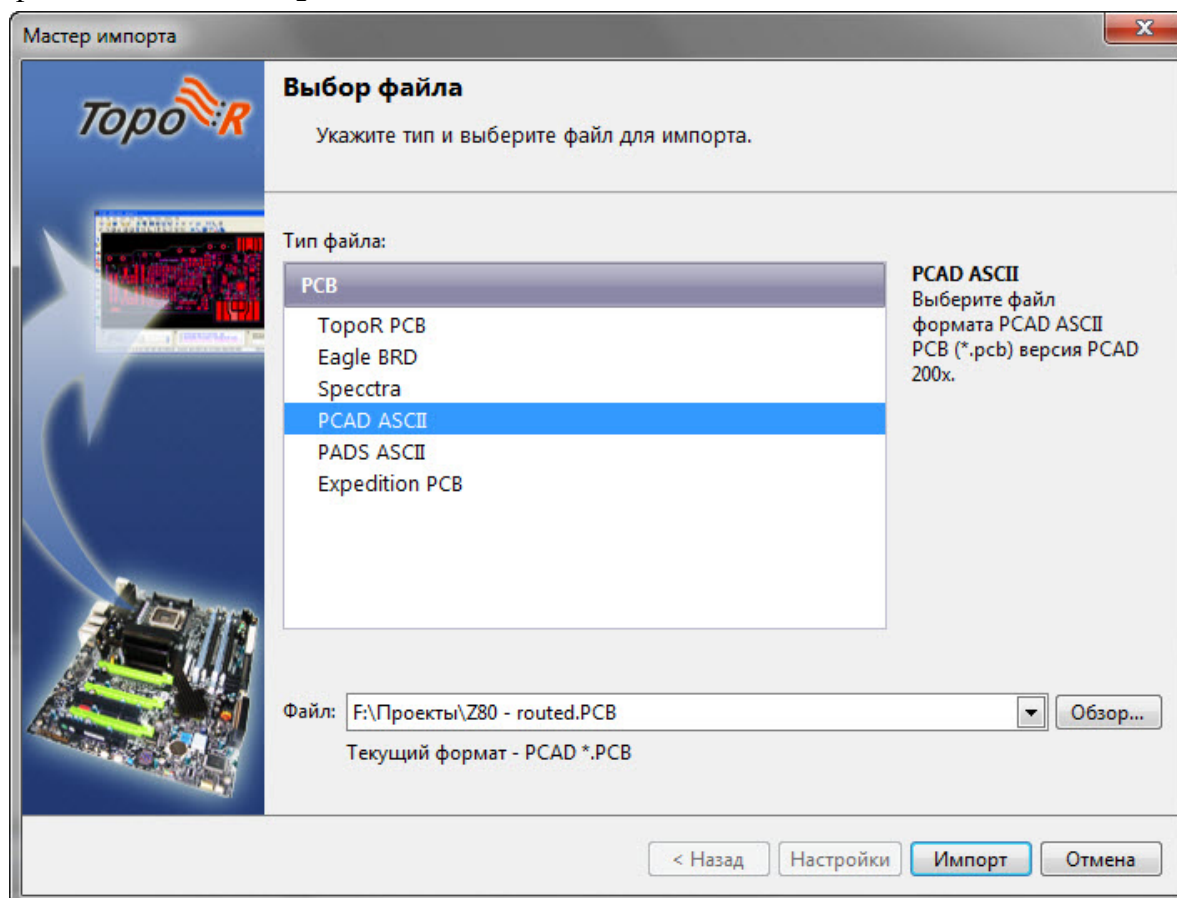 Мастер импорта
TopoR
Выбор файла
Укажите тип и выберите файл для импорта.
Тип файла:
PCB
TopoR PCB
Eagle BRD
Specctra
PCAD ASCII
PADS ASCII
Expedition PCB
PCAD ASCII
Выберите файл
формата PCAD ASCII
PCB (*.pcb) версия PCAD
200x.
Файл: F:\Проекты\Z80 - routed.PCB Обзор...
Текущий формат - PCAD *.PCB
< Назад Настройки Импорт Отмена